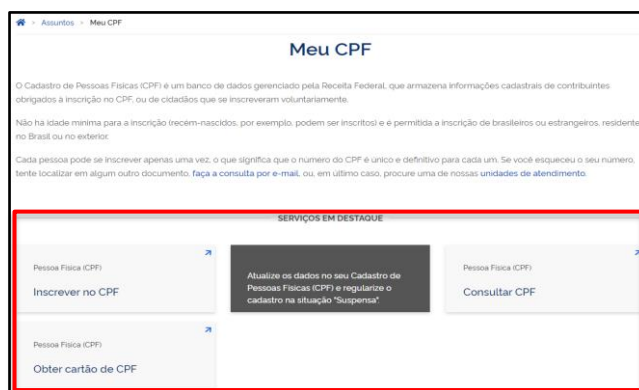 Assuntos > Meu CPF
Meu CPF
O Cadastro de Pessoas Físicas (CPF) é um banco de dados gerenciado pela Receita Federal, que armazena informações cadastrais de contribuintes
obrigados à inscrição no CPF, ou de cidadãos que se inscreveram voluntariamente.
Não há idade mínima para a inscrição (recém-nascidos, por exemplo, podem ser inscritos) e é permitida a inscrição de brasileiros ou estrangeiros, residente
no Brasil ou no exterior.
Cada pessoa pode se inscrever apenas uma vez, o que significa que o número do CPF é único e definitivo para cada um. Se você esqueceu o seu número,
tente localizar em algum outro documento, faça a consulta por e-mail, ou, em último caso, procure uma de nossas unidades de atendimento.
SERVIÇOS EM DESTAQUE
Pessoa Física (CPF)
Inscrever no CPF
Atualize os dados no seu Cadastro de
Pessoas Físicas (CPF) e regularize o
cadastro na situação "Suspensa".
Pessoa Física (CPF)
Consultar CPF
Pessoa Física (CPF)
Obter cartão de CPF